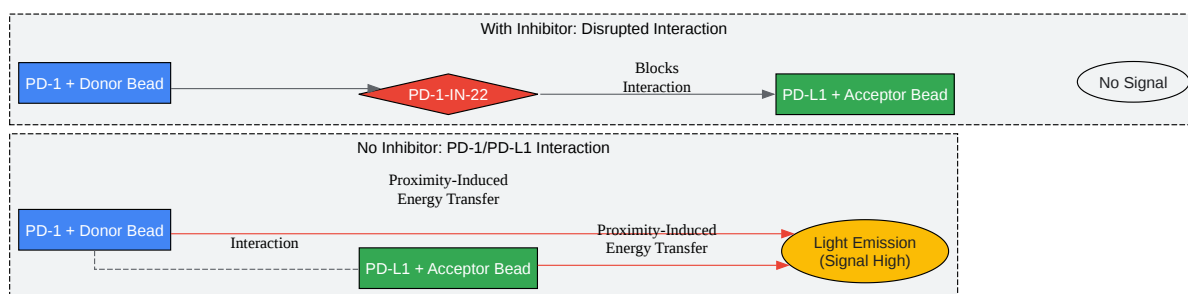 With Inhibitor: Disrupted Interaction
PD-1 + Donor Bead
PD-1-IN-22
Blocks
Interaction
PD-L1 + Acceptor Bead
No Signal
No Inhibitor: PD-1/PD-L1 Interaction
Proximity-Induced
Energy Transfer
PD-1 + Donor Bead
Interaction
Proximity-Induced
Energy Transfer
PD-L1 + Acceptor Bead
Light Emission
(Signal High)